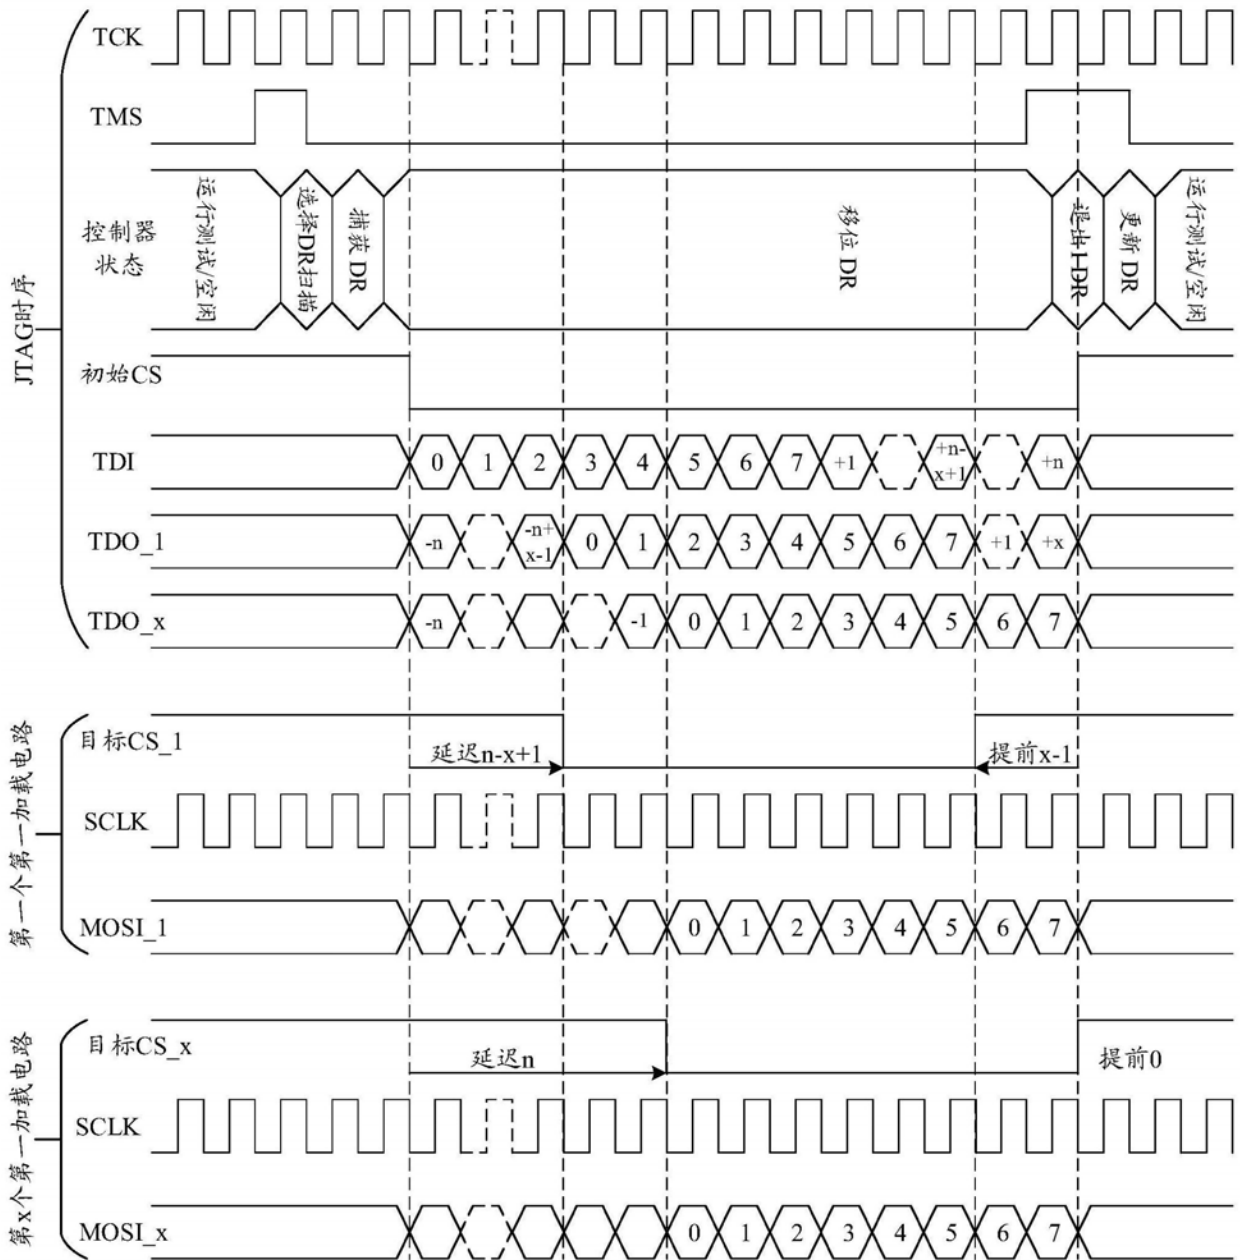 JTAG时序
TCK
TMS
控制器
状态
运行测试/空闲
选择DR扫描
捕获 DR
移位 DR
退出1-DR
更新 DR
运行测试/空闲
初始CS
TDI
0 1 2 3 4 5 6 7 +1 +n-x+1 +n
TDO_1
-n -n+x-1 0 1 2 3 4 5 6 7 +1 +x
TDO_x
-n -1 0 1 2 3 4 5 6 7
第一个第一加载电路
目标CS_1
延迟n-x+1
提前x-1
SCLK
MOSI_1
0 1 2 3 4 5 6 7
第x个第一加载电路
目标CS_x
延迟n
提前0
SCLK
MOSI_x
0 1 2 3 4 5 6 7